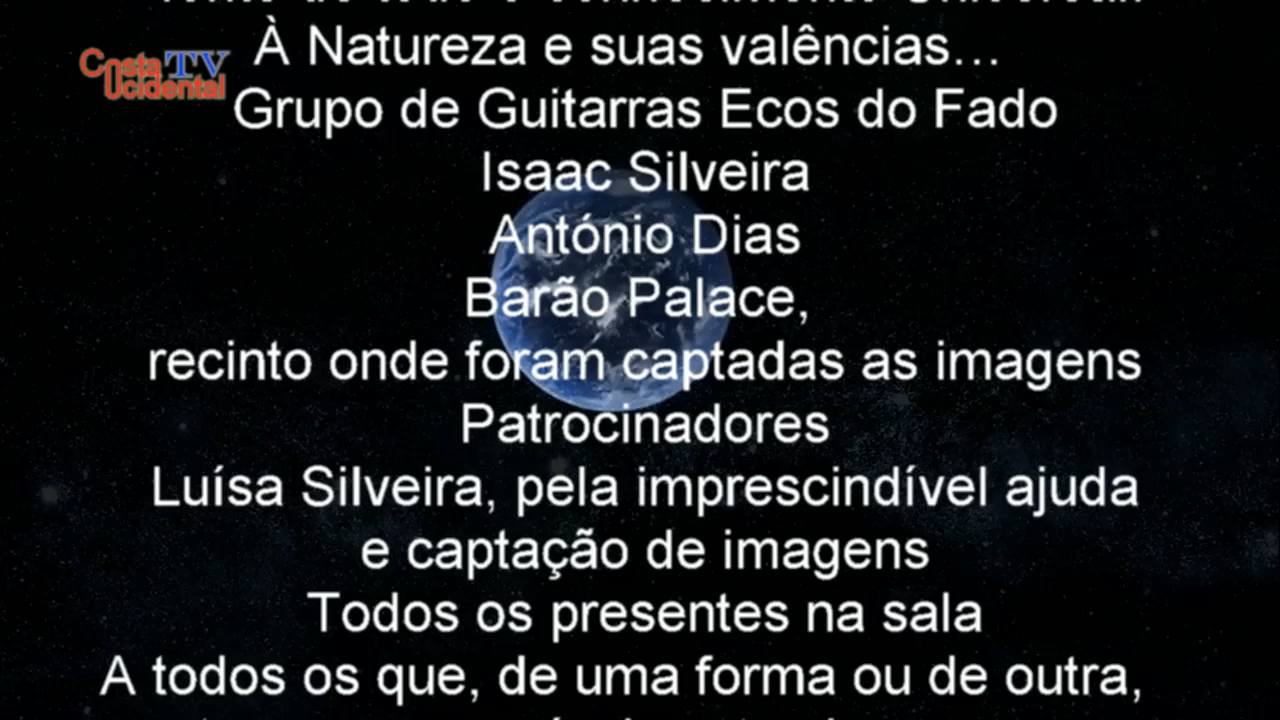 Costa TV
Ocidental
À Natureza e suas valências...
Grupo de Guitarras Ecos do Fado
Isaac Silveira
António Dias
Barão Palace,
recinto onde foram captadas as imagens
Patrocinadores
Luísa Silveira, pela imprescindível ajuda
e captação de imagens
Todos os presentes na sala
A todos os que, de uma forma ou de outra,